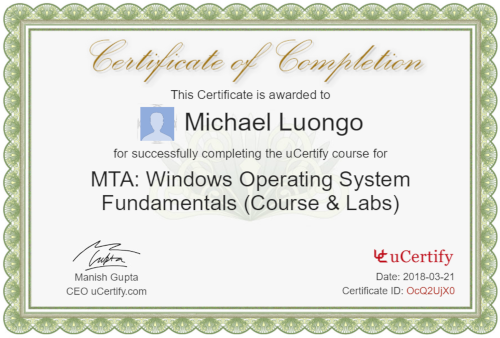 Certificate of Completion
This Certificate is awarded to
Michael Luongo
for successfully completing the uCertify course for
MTA: Windows Operating System
Fundamentals (Course & Labs)
Gupta
Manish Gupta
CEO uCertify.com
uCertify
Date: 2018-03-21
Certificate ID: OcQ2UjX0